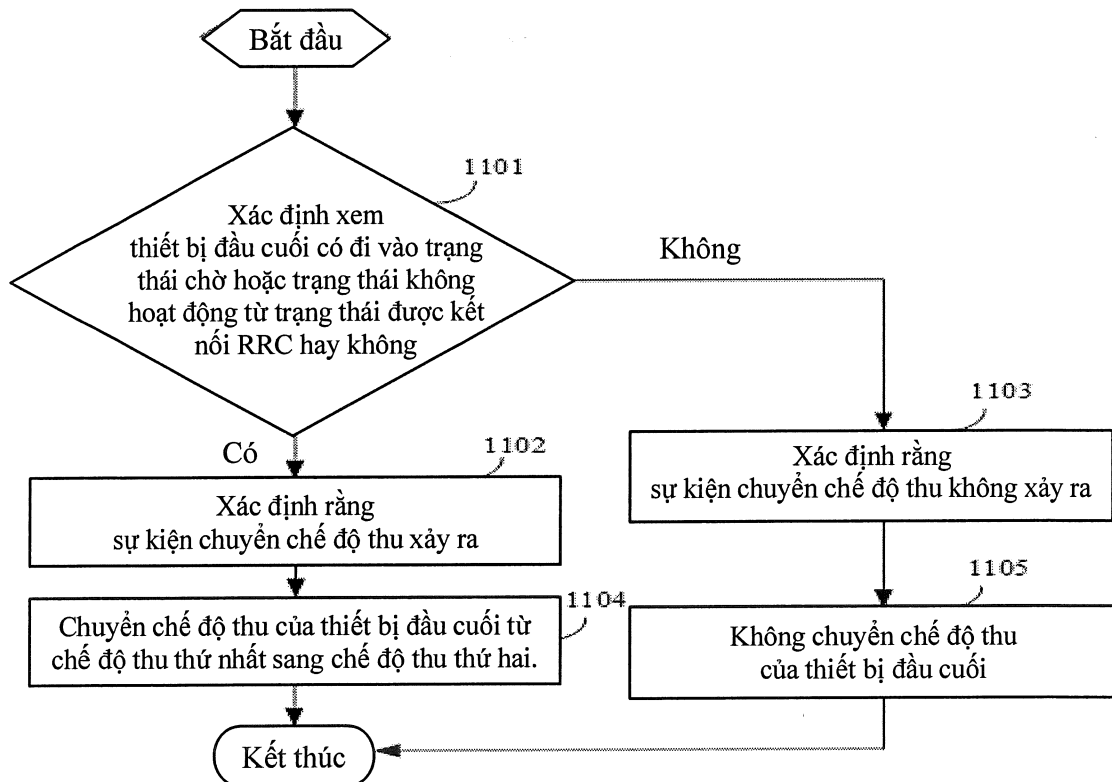 Bắt đầu
1101
Xác định xem
thiết bị đầu cuối có đi vào trạng
thái chờ hoặc trạng thái không
hoạt động từ trạng thái được kết
nối RRC hay không
Không
Có
1102
Xác định rằng
sự kiện chuyển chế độ thu xảy ra
1103
Xác định rằng
sự kiện chuyển chế độ thu không xảy ra
1104
Chuyển chế độ thu của thiết bị đầu cuối từ
chế độ thu thứ nhất sang chế độ thu thứ hai.
1105
Không chuyển chế độ thu
của thiết bị đầu cuối
Kết thúc